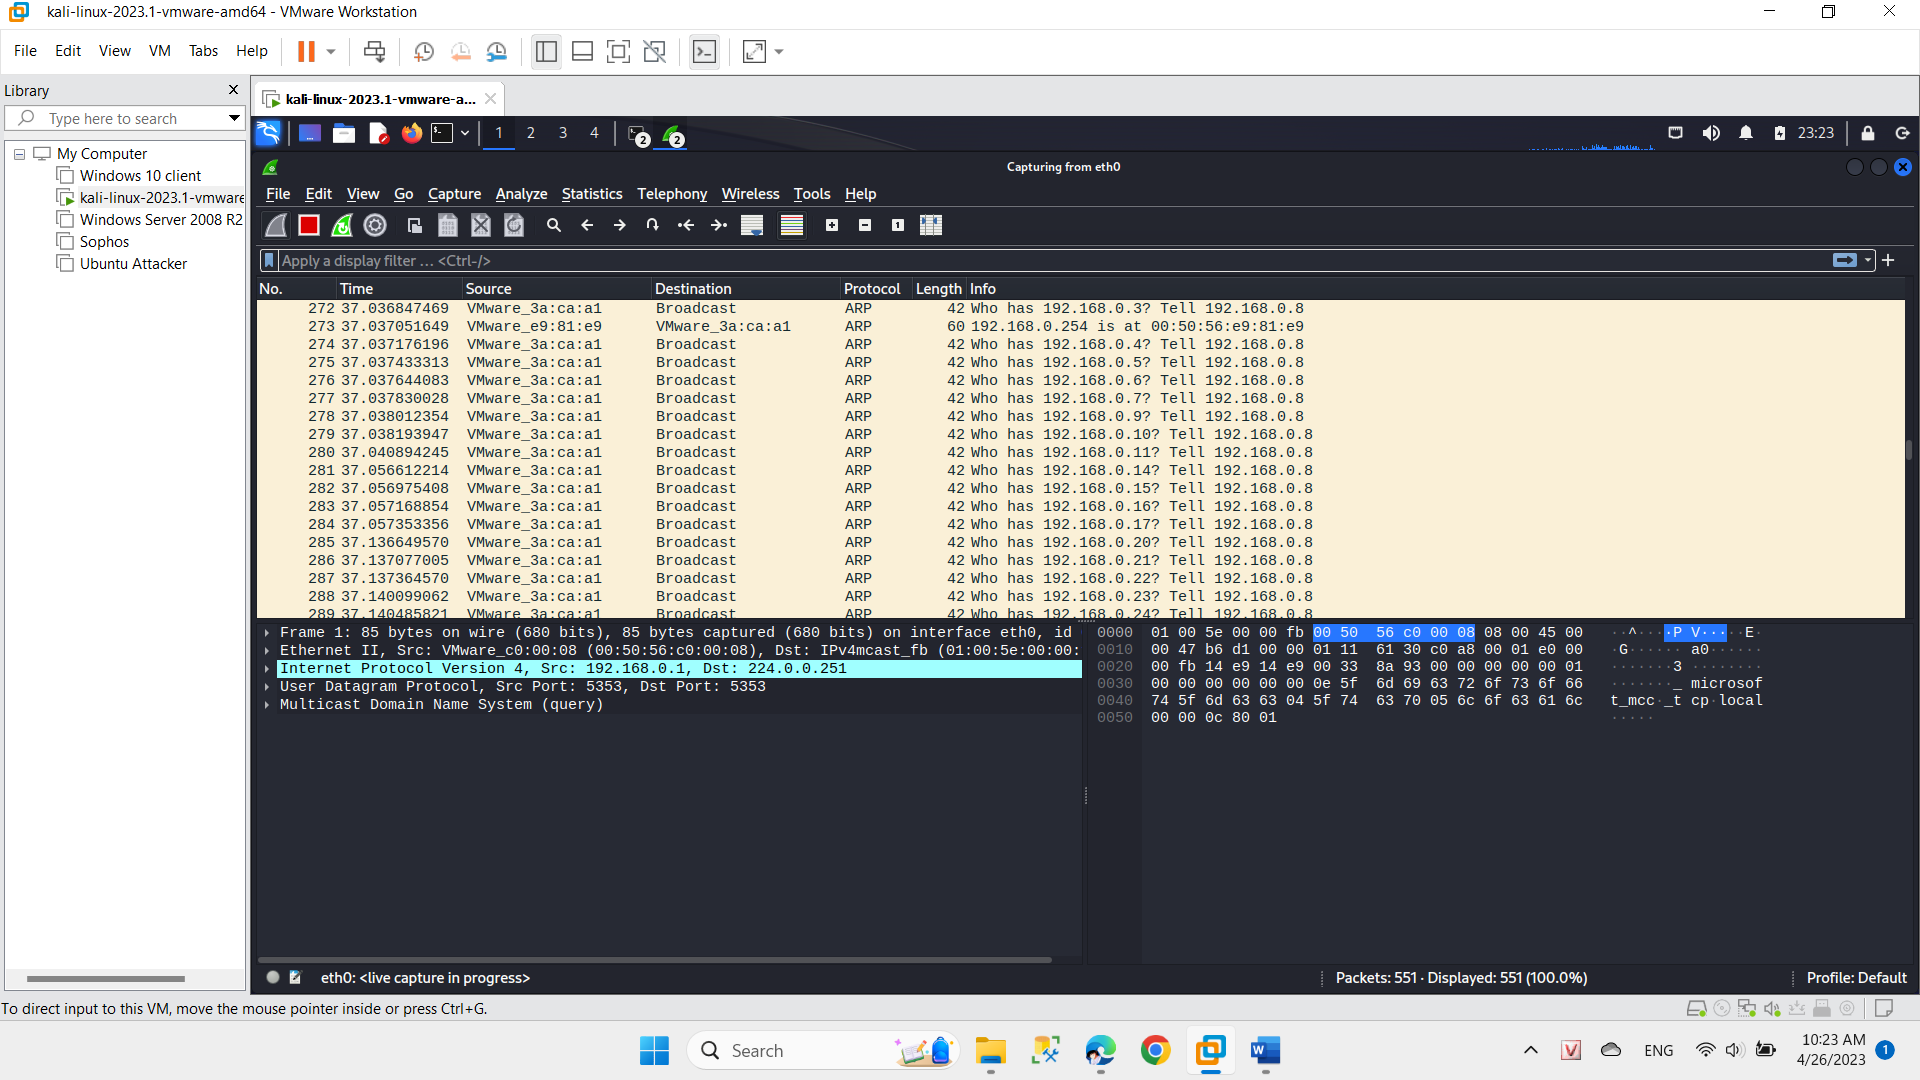 kali-linux-2023.1-vmware-amd64 - VMware Workstation
File Edit View VM Tabs Help
Library
Type here to search
My Computer
Windows 10 client
kali-linux-2023.1-vmware
Windows Server 2008 R2
Sophos
Ubuntu Attacker
kali-linux-2023.1-vmware-a...
1 2 3 4 2 2 23:23
Capturing from eth0
File Edit View Go Capture Analyze Statistics Telephony Wireless Tools Help
Apply a display filter … <Ctrl-/>
No. Time Source Destination Protocol Length Info
272 37.036847469 VMware_3a:ca:a1 Broadcast ARP 42 Who has 192.168.0.3? Tell 192.168.0.8
273 37.037051649 VMware_e9:81:e9 VMware_3a:ca:a1 ARP 60 192.168.0.254 is at 00:50:56:e9:81:e9
274 37.037176196 VMware_3a:ca:a1 Broadcast ARP 42 Who has 192.168.0.4? Tell 192.168.0.8
275 37.037433313 VMware_3a:ca:a1 Broadcast ARP 42 Who has 192.168.0.5? Tell 192.168.0.8
276 37.037644083 VMware_3a:ca:a1 Broadcast ARP 42 Who has 192.168.0.6? Tell 192.168.0.8
277 37.037830028 VMware_3a:ca:a1 Broadcast ARP 42 Who has 192.168.0.7? Tell 192.168.0.8
278 37.038012354 VMware_3a:ca:a1 Broadcast ARP 42 Who has 192.168.0.9? Tell 192.168.0.8
279 37.038193947 VMware_3a:ca:a1 Broadcast ARP 42 Who has 192.168.0.10? Tell 192.168.0.8
280 37.040894245 VMware_3a:ca:a1 Broadcast ARP 42 Who has 192.168.0.11? Tell 192.168.0.8
281 37.056612214 VMware_3a:ca:a1 Broadcast ARP 42 Who has 192.168.0.14? Tell 192.168.0.8
282 37.056975408 VMware_3a:ca:a1 Broadcast ARP 42 Who has 192.168.0.15? Tell 192.168.0.8
283 37.057168854 VMware_3a:ca:a1 Broadcast ARP 42 Who has 192.168.0.16? Tell 192.168.0.8
284 37.057353356 VMware_3a:ca:a1 Broadcast ARP 42 Who has 192.168.0.17? Tell 192.168.0.8
285 37.136649570 VMware_3a:ca:a1 Broadcast ARP 42 Who has 192.168.0.20? Tell 192.168.0.8
286 37.137077005 VMware_3a:ca:a1 Broadcast ARP 42 Who has 192.168.0.21? Tell 192.168.0.8
287 37.137364570 VMware_3a:ca:a1 Broadcast ARP 42 Who has 192.168.0.22? Tell 192.168.0.8
288 37.140099062 VMware_3a:ca:a1 Broadcast ARP 42 Who has 192.168.0.23? Tell 192.168.0.8
289 37.140485821 VMware_3a:ca:a1 Broadcast ARP 42 Who has 192.168.0.24? Tell 192.168.0.8
Frame 1: 85 bytes on wire (680 bits), 85 bytes captured (680 bits) on interface eth0, id
Ethernet II, Src: VMware_c0:00:08 (00:50:56:c0:00:08), Dst: IPv4mcast_fb (01:00:5e:00:00:
Internet Protocol Version 4, Src: 192.168.0.1, Dst: 224.0.0.251
User Datagram Protocol, Src Port: 5353, Dst Port: 5353
Multicast Domain Name System (query)
0000 01 00 5e 00 00 fb 00 50 56 c0 00 08 08 00 45 00 ··^····P V·····E·
0010 00 47 b6 d1 00 00 01 11 61 30 c0 a8 00 01 e0 00 ·G······ a0······
0020 00 fb 14 e9 14 e9 00 33 8a 93 00 00 00 00 00 01 ·······3 ········
0030 00 00 00 00 00 00 0e 5f 6d 69 63 72 6f 73 6f 66 ·······_ microsof
0040 74 5f 6d 63 63 04 5f 74 63 70 05 6c 6f 63 61 6c t_mcc·_t cp·local
0050 00 00 0c 80 01 ·····
eth0: <live capture in progress>
Packets: 551 · Displayed: 551 (100.0%)
Profile: Default
To direct input to this VM, move the mouse pointer inside or press Ctrl+G.
Search
ENG
10:23 AM
4/26/2023
1